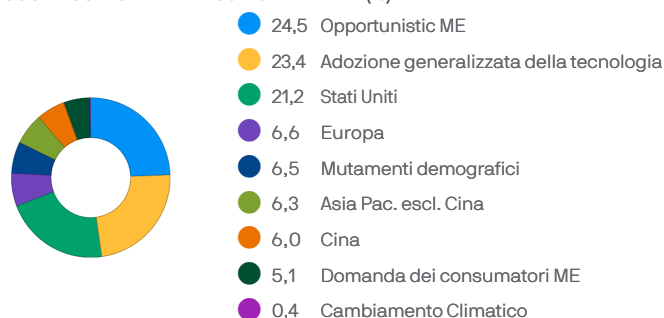 (%)
24,5 Opportunistic ME
23,4 Adozione generalizzata della tecnologia
21,2 Stati Uniti
6,6 Europa
6,5 Mutamenti demografici
6,3 Asia Pac. escl. Cina
6,0 Cina
5,1 Domanda dei consumatori ME
0,4 Cambiamento Climatico